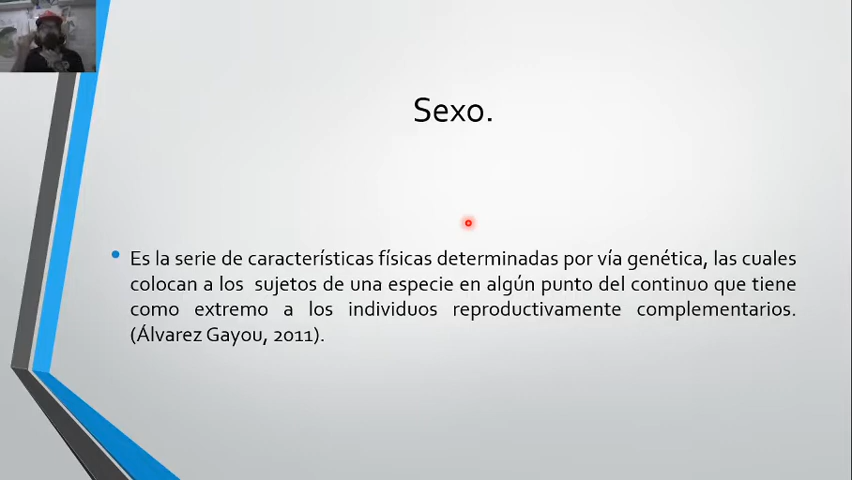 Sexo.
• Es la serie de características físicas determinadas por vía genética, las cuales
colocan a los sujetos de una especie en algún punto del continuo que tiene
como extremo a los individuos reproductivamente complementarios.
(Álvarez Gayou, 2011).